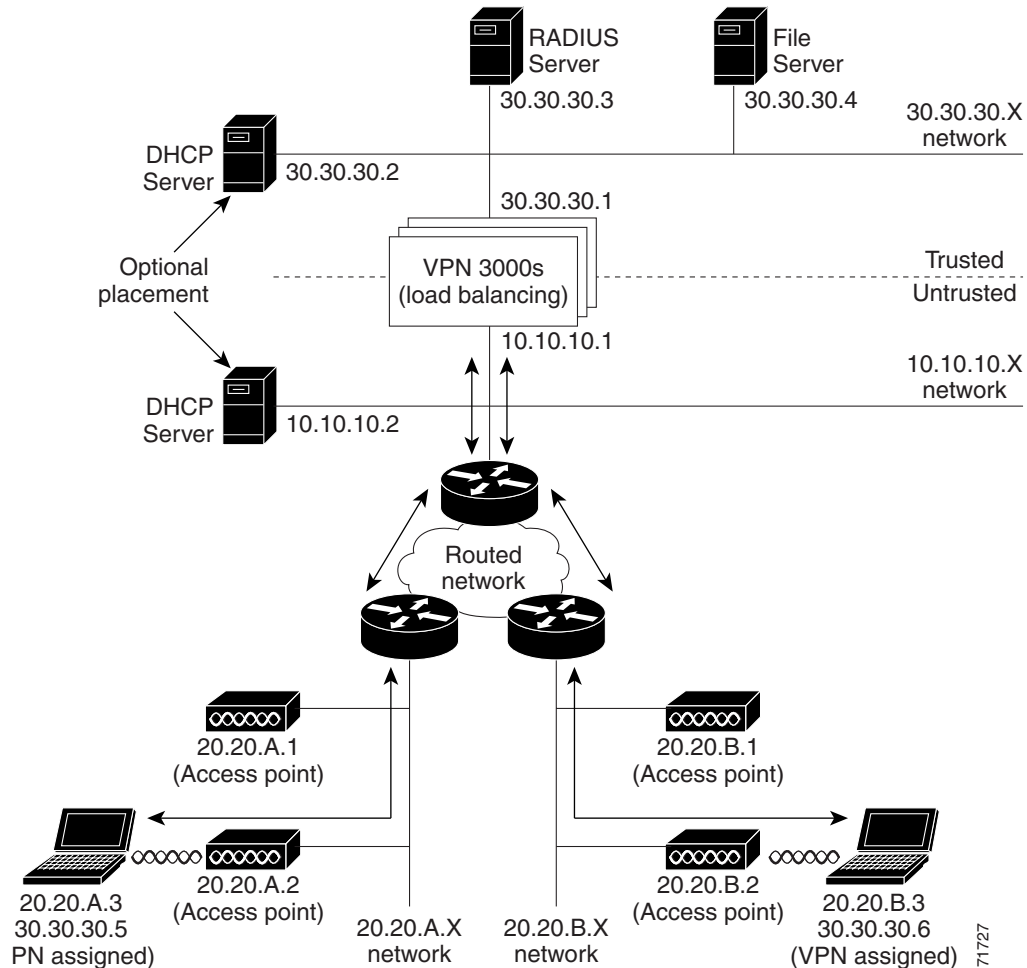 RADIUS
Server
30.30.30.3
File
Server
30.30.30.4
30.30.30.X
network
DHCP
Server
30.30.30.2
30.30.30.1
Optional
placement
VPN 3000s
(load balancing)
Trusted
Untrusted
10.10.10.1
10.10.10.X
network
DHCP
Server
10.10.10.2
Routed
network
20.20.A.1
(Access point)
20.20.B.1
(Access point)
20.20.A.2
(Access point)
20.20.B.2
(Access point)
20.20.A.3
30.30.30.5
PN assigned)
20.20.A.X
network
20.20.B.X
network
20.20.B.3
30.30.30.6
(VPN assigned)
71727